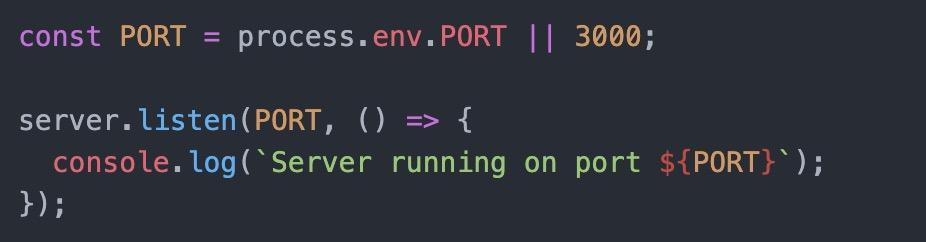 const PORT = process.env.PORT || 3000;

server.listen(PORT, () => {
  console.log(`Server running on port ${PORT}`);
});